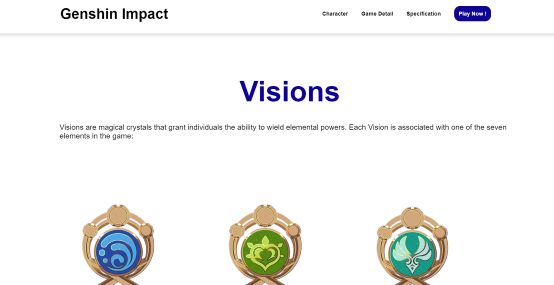 Genshin Impact
Character
Game Detail
Specification
Play Now !
Visions
Visions are magical crystals that grant individuals the ability to wield elemental powers. Each Vision is associated with one of the seven
elements in the game: